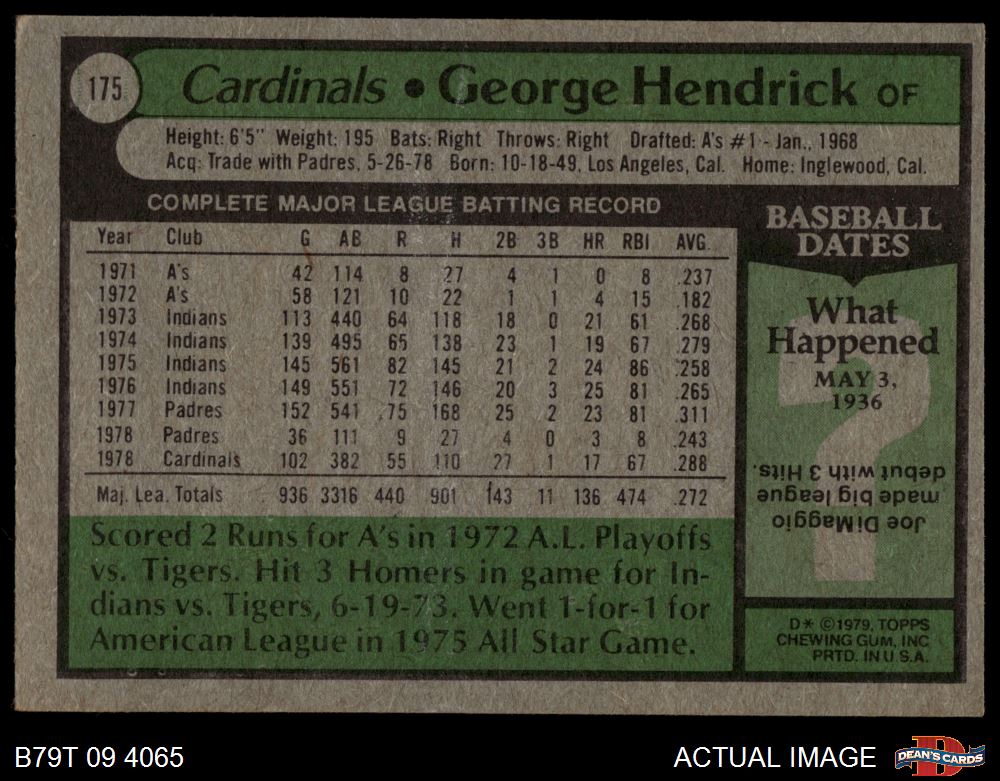 175
Cardinals • George Hendrick OF
Height: 6'5" Weight: 195 Bats: Right Throws: Right Drafted: A's #1 - Jan., 1968
Acq: Trade with Padres, 5-26-78 Born: 10-18-49, Los Angeles, Cal. Home: Inglewood, Cal.
COMPLETE MAJOR LEAGUE BATTING RECORD
Year Club G AB R H 2B 3B HR RBI AVG.
1971 A's 42 114 8 27 4 1 0 8 .237
1972 A's 58 121 10 22 1 1 4 15 .182
1973 Indians 113 440 64 118 18 0 21 61 .268
1974 Indians 139 495 65 138 23 1 19 67 .279
1975 Indians 145 561 82 145 21 2 24 86 .258
1976 Indians 149 551 72 146 20 3 25 81 .265
1977 Padres 152 541 75 168 25 2 23 81 .311
1978 Padres 36 111 9 27 4 0 3 8 .243
1978 Cardinals 102 382 55 110 27 1 17 67 .288
Maj. Lea. Totals 936 3316 440 901 143 11 136 474 .272
Scored 2 Runs for A's in 1972 A.L. Playoffs
vs. Tigers. Hit 3 Homers in game for In-
dians vs. Tigers, 6-19-73. Went 1-for-1 for
American League in 1975 All Star Game.
BASEBALL
DATES
What
Happened
MAY 3,
1936
?
Joe DiMaggio
made big league
debut with 3 Hits.
D* ©1979, TOPPS
CHEWING GUM, INC
PRTD. IN U.S.A.
B79T 09 4065
ACTUAL IMAGE
D
DEAN'S CARDS